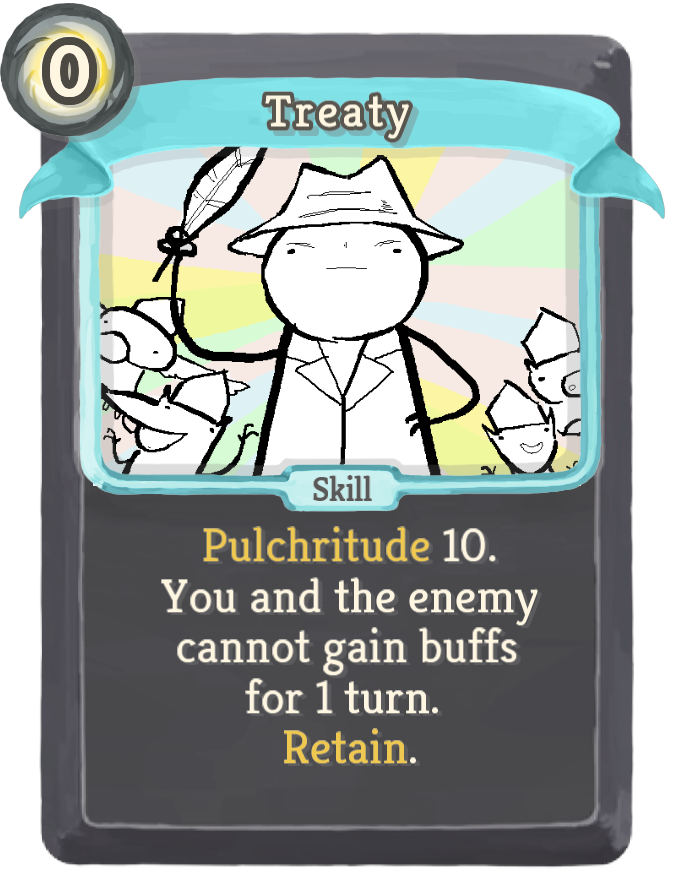 0
Treaty
Skill
Pulchritude 10.
You and the enemy
cannot gain buffs
for 1 turn.
Retain.